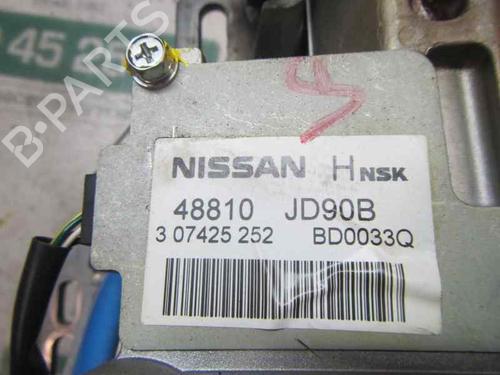 45 2
B-PARTS
NISSAN H NSK
48810 JD90B
3 07425 252 BD0033Q